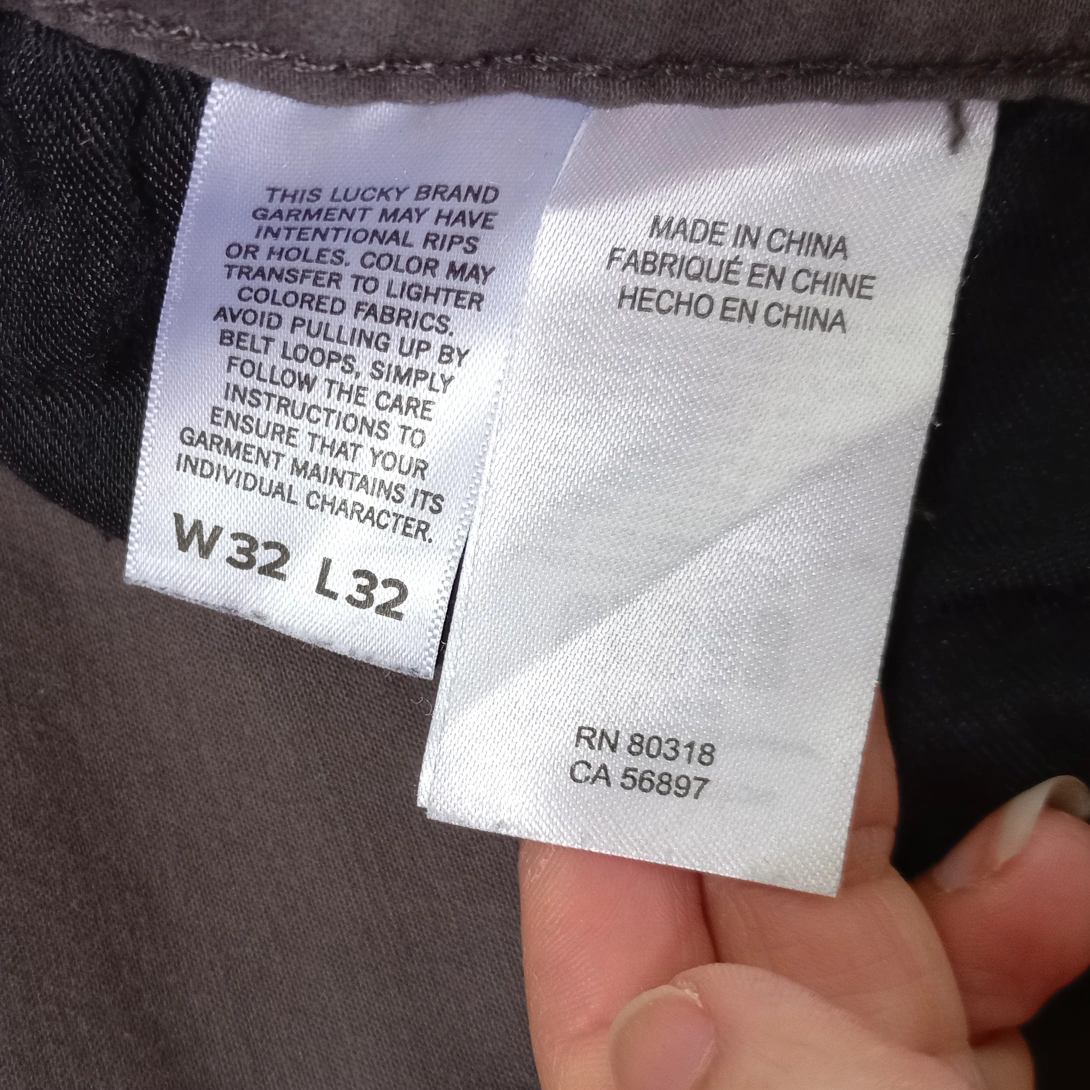 THIS LUCKY BRAND
GARMENT MAY HAVE
INTENTIONAL RIPS
OR HOLES. COLOR MAY
TRANSFER TO LIGHTER
COLORED FABRICS.
AVOID PULLING UP BY
BELT LOOPS, SIMPLY
FOLLOW THE CARE
INSTRUCTIONS TO
ENSURE THAT YOUR
GARMENT MAINTAINS ITS
INDIVIDUAL CHARACTER.
W32 L32
MADE IN CHINA
FABRIQUÉ EN CHINE
HECHO EN CHINA
RN 80318
CA 56897